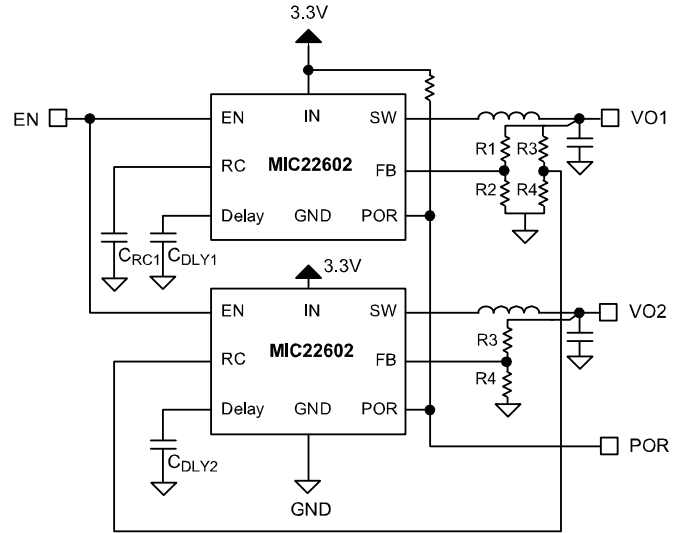 3.3V
EN
EN
IN
SW
VO1
R1
R3
RC
MIC22602
FB
R2
R4
Delay
GND
POR
CRC1
CDLY1
3.3V
EN
IN
SW
VO2
R3
RC
MIC22602
FB
R4
Delay
GND
POR
POR
CDLY2
GND